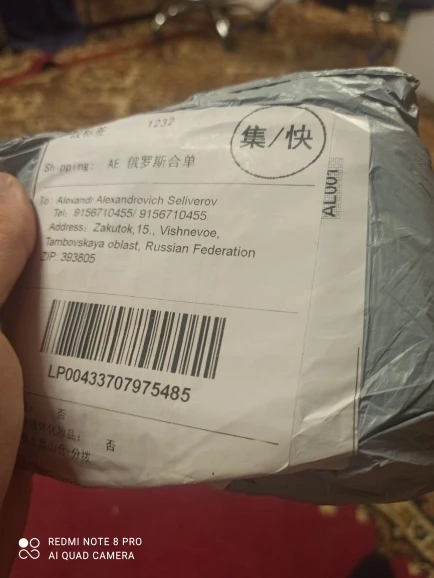 1232
集/快
Shipping: AE 俄罗斯合单
AL001
To: Alexandr Alexandrovich Seliverov
Tel: 9156710455/ 9156710455
Address: Zakutok,15,, Vishnevoe,
Tambovskaya oblast, Russian Federation
ZIP: 393805
LP00433707975485
否
否
REDMI NOTE 8 PRO
AI QUAD CAMERA